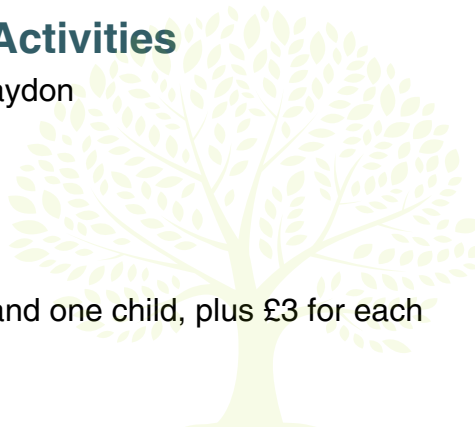 Activities
aydon
and one child, plus £3 for each